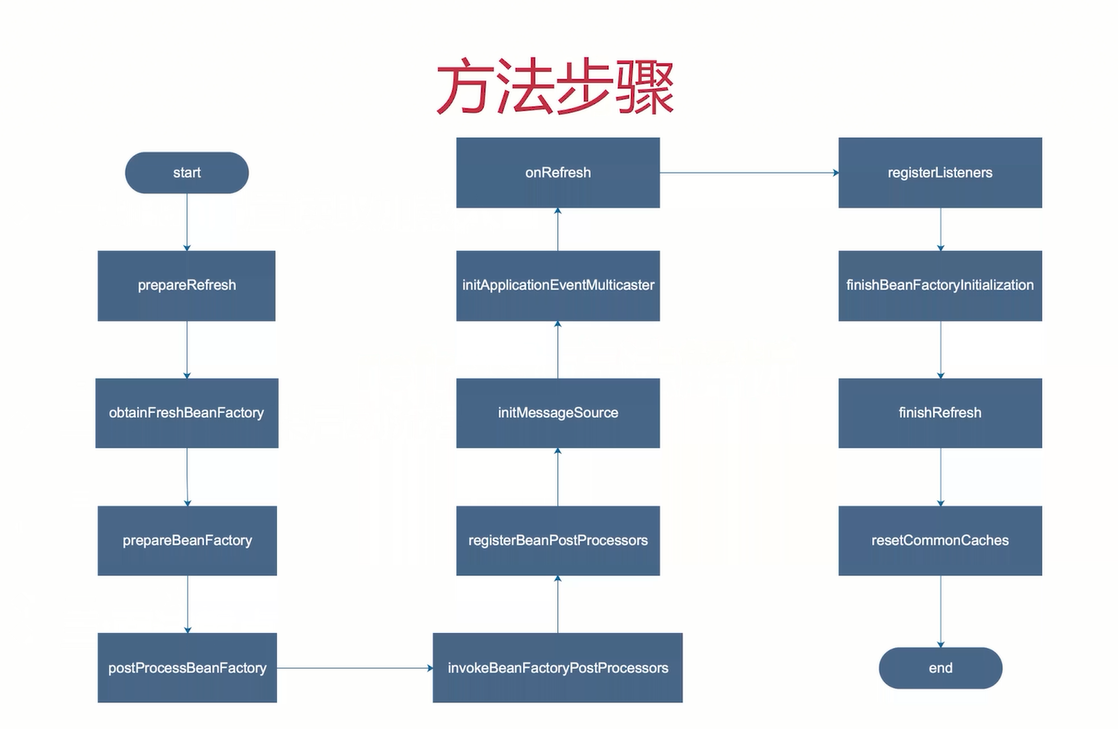 方法步骤
start
prepareRefresh
obtainFreshBeanFactory
prepareBeanFactory
postProcessBeanFactory
invokeBeanFactoryPostProcessors
registerBeanPostProcessors
initMessageSource
initApplicationEventMulticaster
onRefresh
registerListeners
finishBeanFactoryInitialization
finishRefresh
resetCommonCaches
end